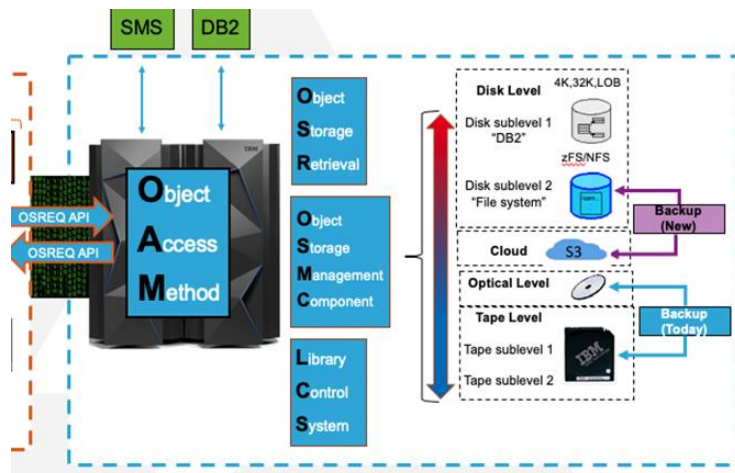 SMS
DB2
IBM
OSREQ API
OSREQ API
Object
Access
Method
Object
Storage
Retrieval
Object
Storage
Management
Component
Library
Control
System
4K,32K,LOB
Disk Level
Disk sublevel 1
"DB2"
zFS/NFS
Disk sublevel 2
"File system"
Backup
(New)
Cloud
S3
Optical Level
Backup
(Today)
Tape Level
Tape sublevel 1
IBM
Tape sublevel 2